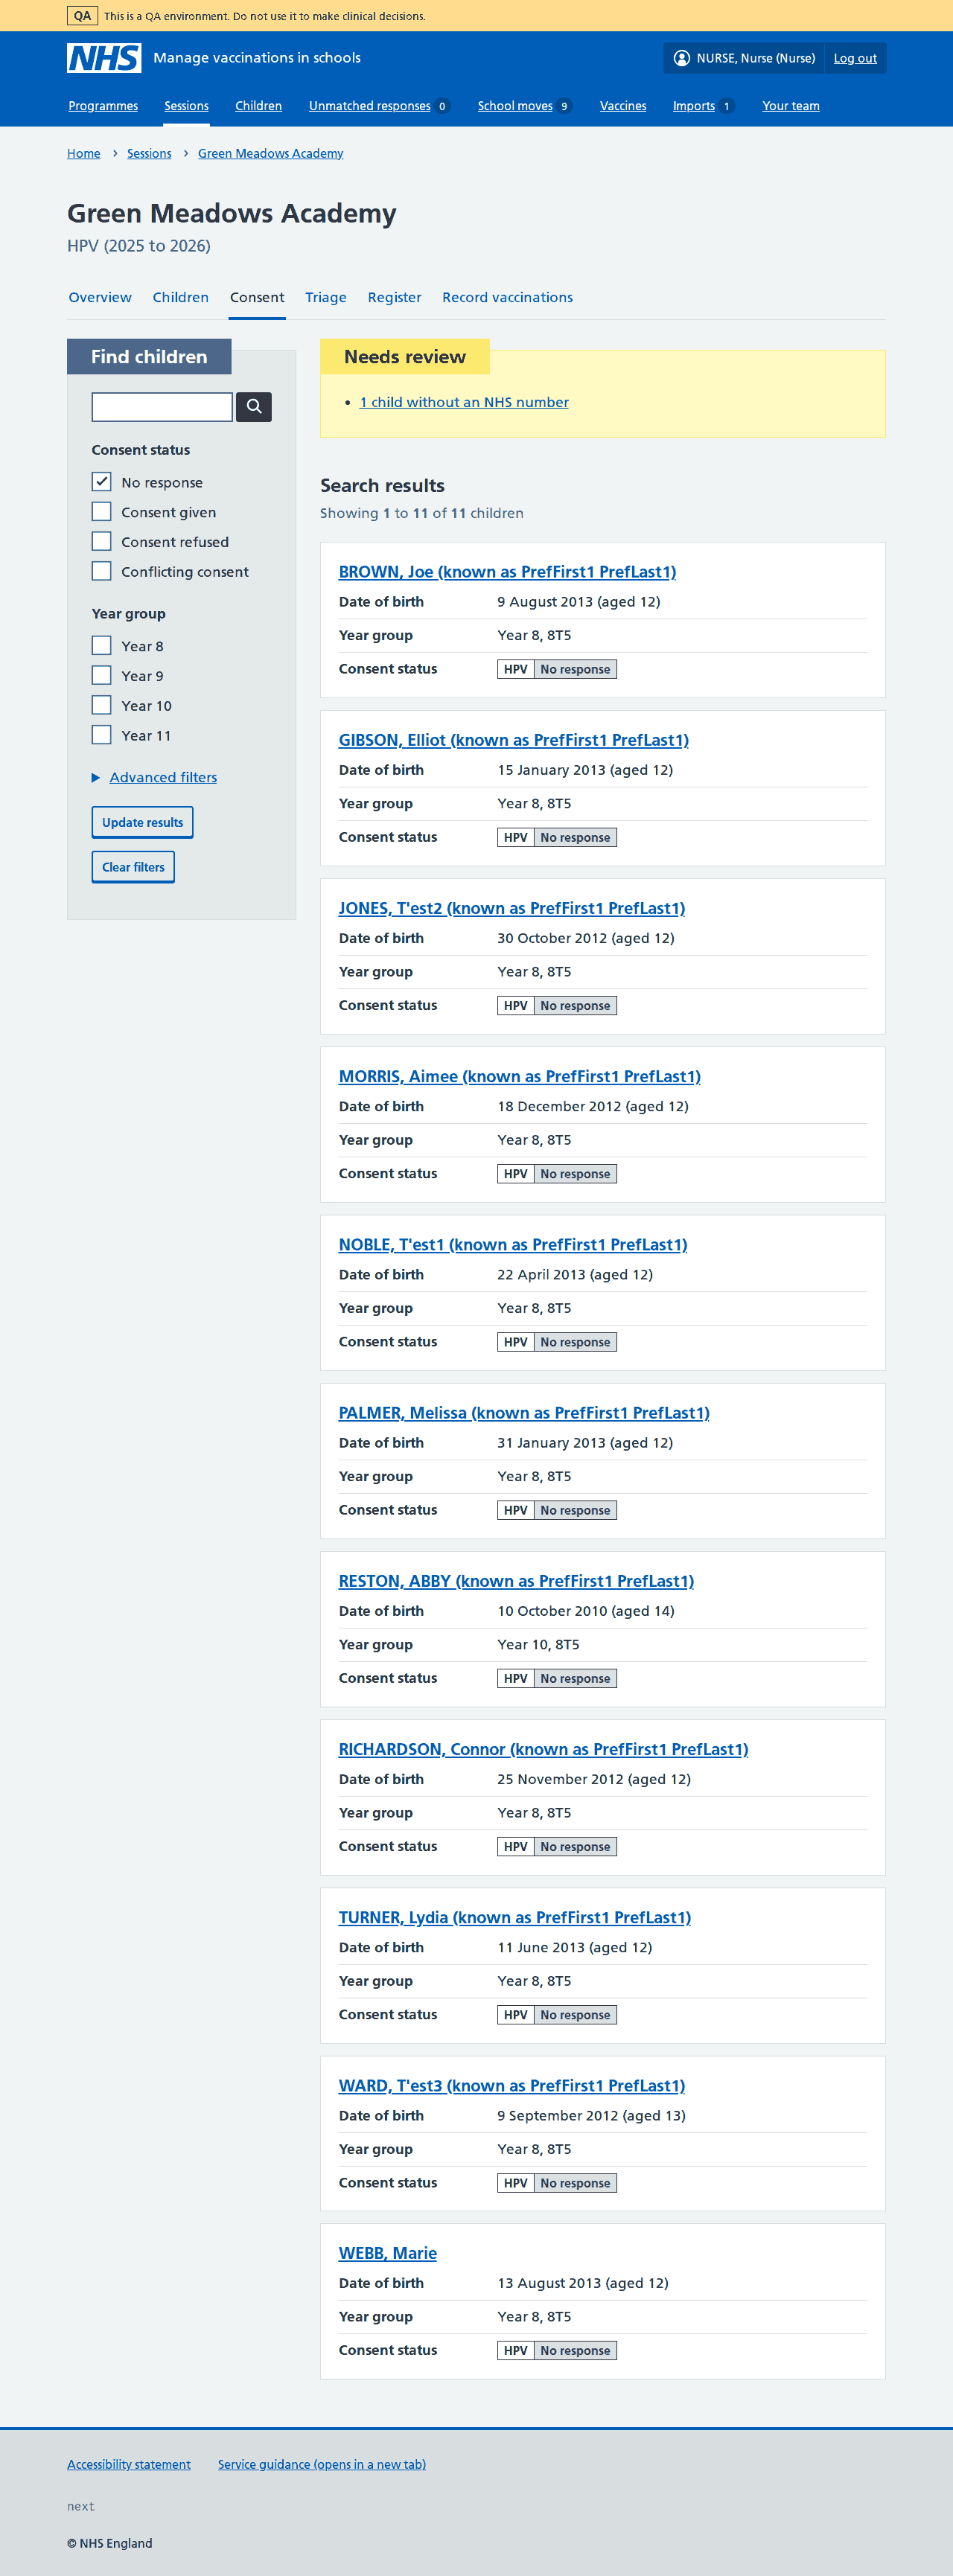 QA This is a QA environment. Do not use it to make clinical decisions.
NHS Manage vaccinations in schools NURSE, Nurse (Nurse) Log out
Programmes Sessions Children Unmatched responses 0 School moves 9 Vaccines Imports 1 Your team
Home › Sessions › Green Meadows Academy
Green Meadows Academy
HPV (2025 to 2026)
Overview Children Consent Triage Register Record vaccinations
Find children
Consent status
No response
Consent given
Consent refused
Conflicting consent
Year group
Year 8
Year 9
Year 10
Year 11
Advanced filters
Update results
Clear filters
Needs review
• 1 child without an NHS number
Search results
Showing 1 to 11 of 11 children
BROWN, Joe (known as PrefFirst1 PrefLast1)
Date of birth 9 August 2013 (aged 12)
Year group Year 8, 8T5
Consent status HPV No response
GIBSON, Elliot (known as PrefFirst1 PrefLast1)
Date of birth 15 January 2013 (aged 12)
Year group Year 8, 8T5
Consent status HPV No response
JONES, T'est2 (known as PrefFirst1 PrefLast1)
Date of birth 30 October 2012 (aged 12)
Year group Year 8, 8T5
Consent status HPV No response
MORRIS, Aimee (known as PrefFirst1 PrefLast1)
Date of birth 18 December 2012 (aged 12)
Year group Year 8, 8T5
Consent status HPV No response
NOBLE, T'est1 (known as PrefFirst1 PrefLast1)
Date of birth 22 April 2013 (aged 12)
Year group Year 8, 8T5
Consent status HPV No response
PALMER, Melissa (known as PrefFirst1 PrefLast1)
Date of birth 31 January 2013 (aged 12)
Year group Year 8, 8T5
Consent status HPV No response
RESTON, ABBY (known as PrefFirst1 PrefLast1)
Date of birth 10 October 2010 (aged 14)
Year group Year 10, 8T5
Consent status HPV No response
RICHARDSON, Connor (known as PrefFirst1 PrefLast1)
Date of birth 25 November 2012 (aged 12)
Year group Year 8, 8T5
Consent status HPV No response
TURNER, Lydia (known as PrefFirst1 PrefLast1)
Date of birth 11 June 2013 (aged 12)
Year group Year 8, 8T5
Consent status HPV No response
WARD, T'est3 (known as PrefFirst1 PrefLast1)
Date of birth 9 September 2012 (aged 13)
Year group Year 8, 8T5
Consent status HPV No response
WEBB, Marie
Date of birth 13 August 2013 (aged 12)
Year group Year 8, 8T5
Consent status HPV No response
Accessibility statement Service guidance (opens in a new tab)
next
© NHS England